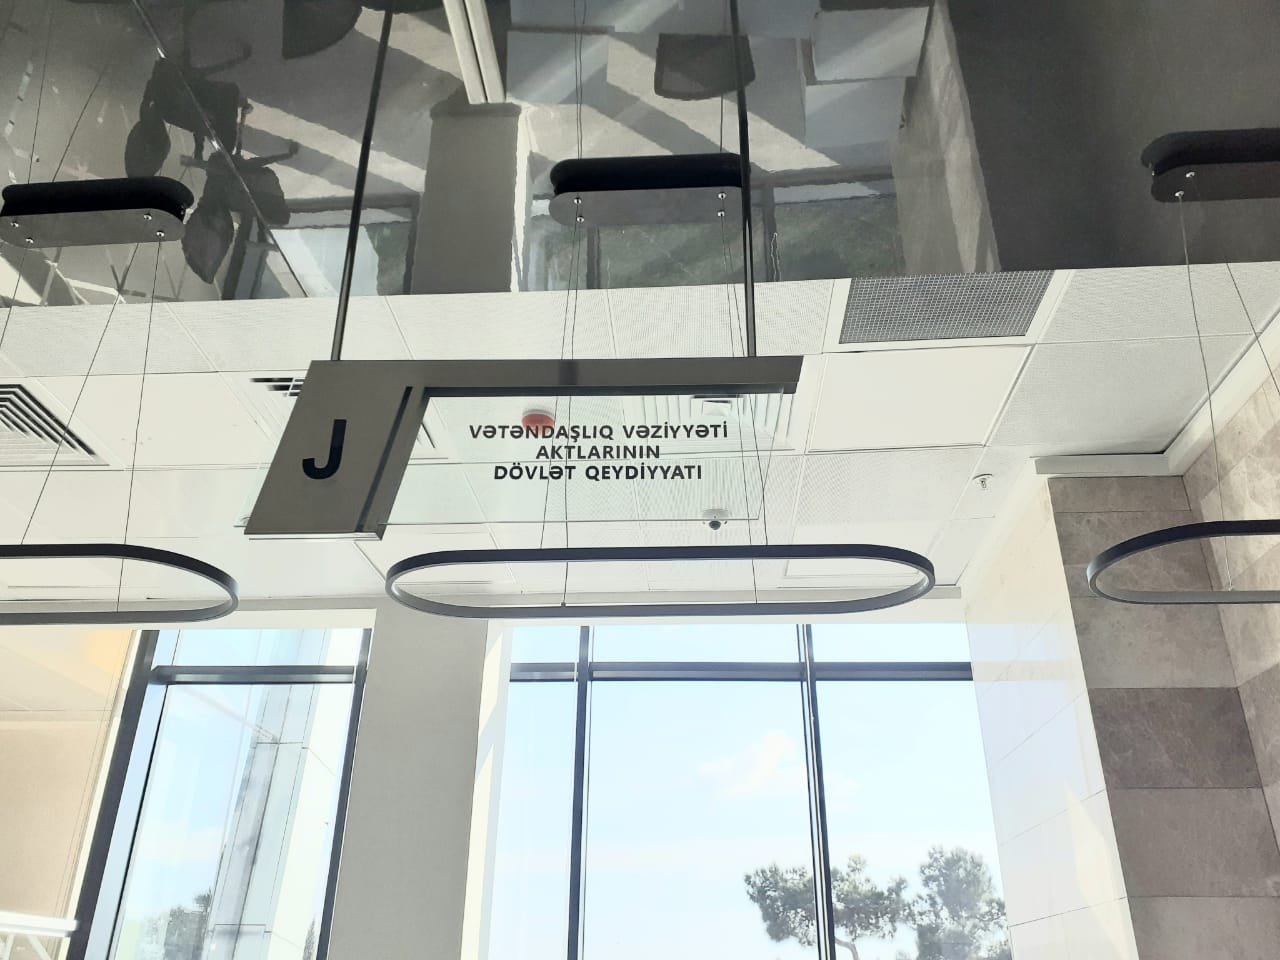 J
VƏTƏNDAŞLIQ VƏZİYYƏTİ
AKTLARININ
DÖVLƏT QEYDİYYATI